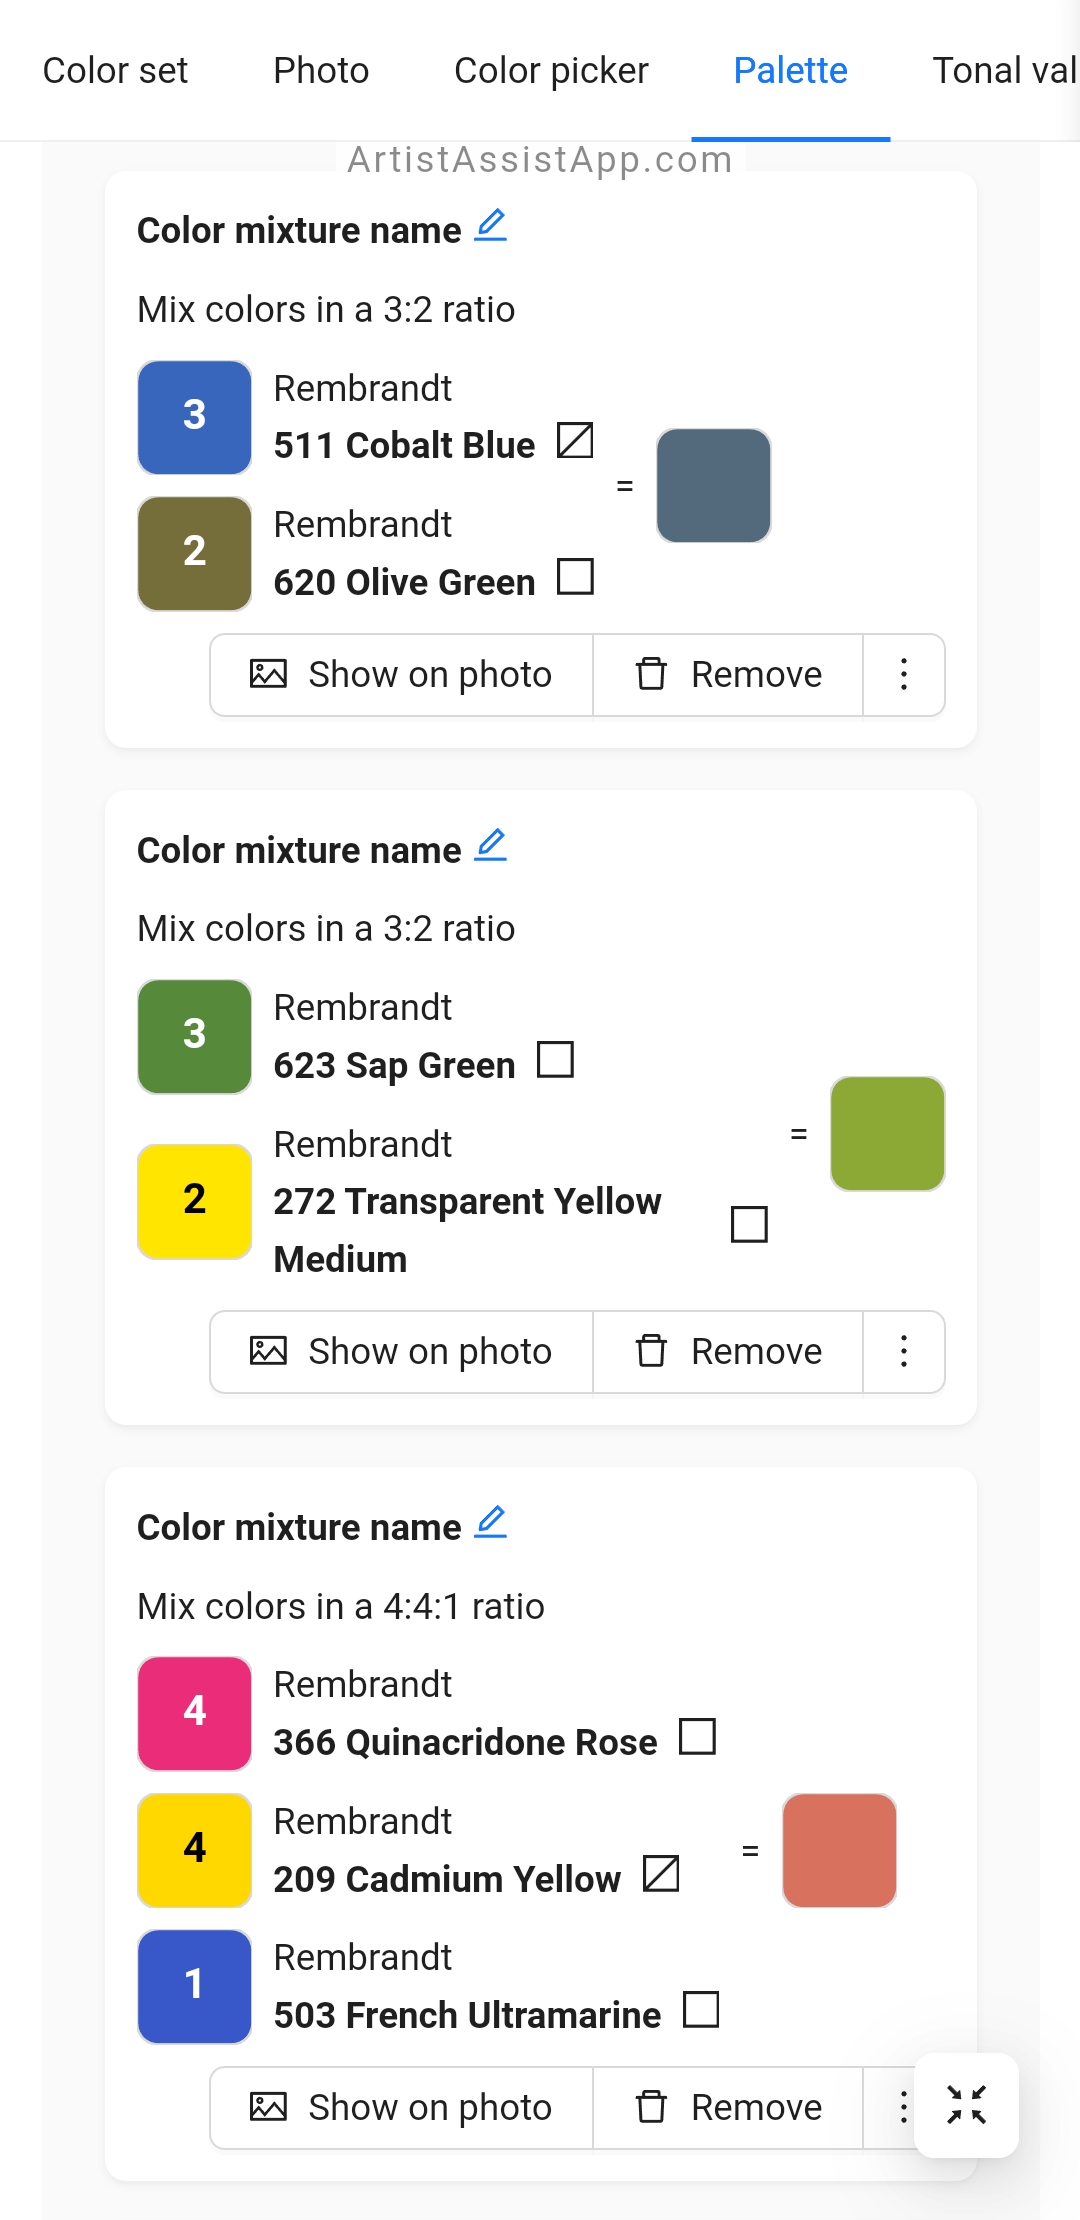 Color set Photo Color picker Palette Tonal val
ArtistAssistApp.com
Color mixture name
Mix colors in a 3:2 ratio
3 Rembrandt
511 Cobalt Blue
=
2 Rembrandt
620 Olive Green
Show on photo Remove
Color mixture name
Mix colors in a 3:2 ratio
3 Rembrandt
623 Sap Green
=
2 Rembrandt
272 Transparent Yellow
Medium
Show on photo Remove
Color mixture name
Mix colors in a 4:4:1 ratio
4 Rembrandt
366 Quinacridone Rose
4 Rembrandt
209 Cadmium Yellow
=
1 Rembrandt
503 French Ultramarine
Show on photo Remove